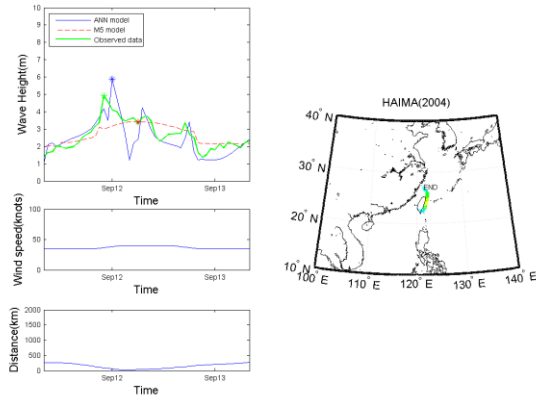 ANN model
M5 model
Observed data
10
9
8
7
6
5
4
3
2
1
0
Wave Height(m)
Sep12
Sep13
Time
100
50
0
Wind speed(knots)
Sep12
Sep13
Time
2000
1500
1000
500
0
Distance(km)
Sep12
Sep13
Time
HAIMA(2004)
40° N
30° N
20° N
10° N
END
100° E
110° E
120° E
130° E
140° E